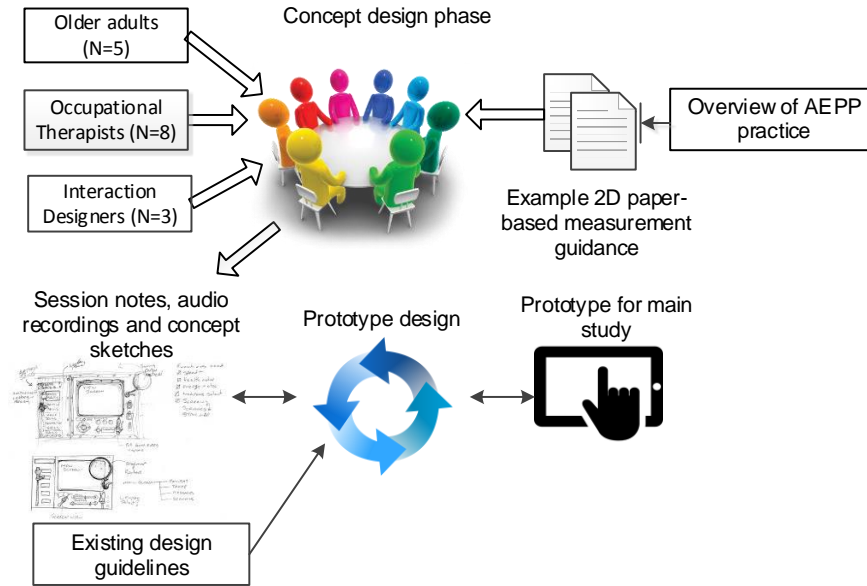 Older adults
(N=5)
Concept design phase
Occupational
Therapists (N=8)
Interaction
Designers (N=3)
Overview of AEPP
practice
Example 2D paper-
based measurement
guidance
Session notes, audio
recordings and concept
sketches
Prototype design
Prototype for main
study
Existing design
guidelines